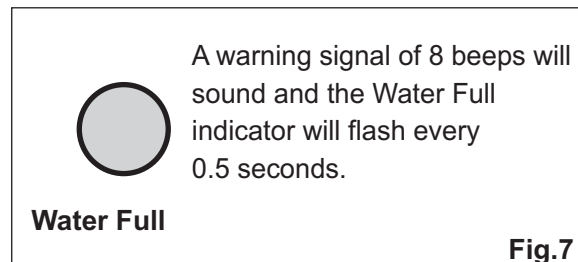 A warning signal of 8 beeps will
sound and the Water Full
indicator will flash every
0.5 seconds.
Water Full
Fig.7